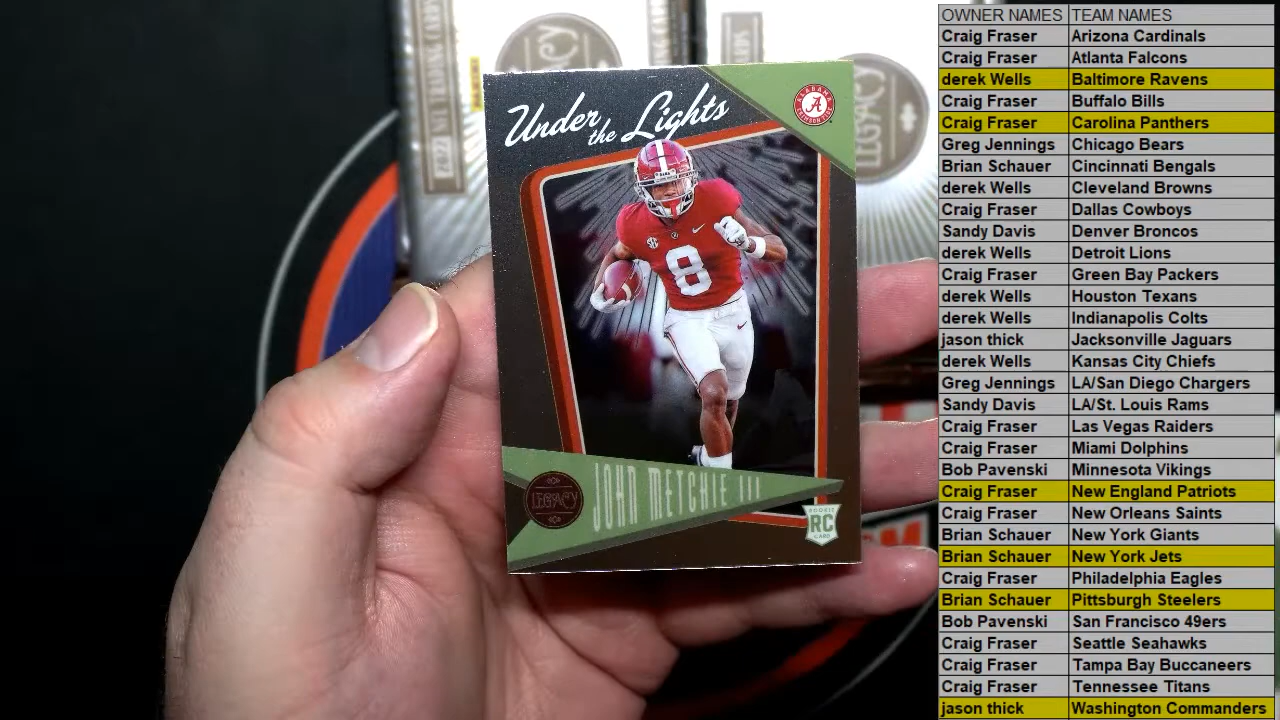 Under
the Lights
ALABAMA
A
8
LEGACY
JOHN METCHIE III
ROOKIE
RC
CARD
2022 NFL TRADING CARDS
LEGACY
OWNER NAMES TEAM NAMES
Craig Fraser Arizona Cardinals
Craig Fraser Atlanta Falcons
derek Wells Baltimore Ravens
Craig Fraser Buffalo Bills
Craig Fraser Carolina Panthers
Greg Jennings Chicago Bears
Brian Schauer Cincinnati Bengals
derek Wells Cleveland Browns
Craig Fraser Dallas Cowboys
Sandy Davis Denver Broncos
derek Wells Detroit Lions
Craig Fraser Green Bay Packers
derek Wells Houston Texans
derek Wells Indianapolis Colts
jason thick Jacksonville Jaguars
derek Wells Kansas City Chiefs
Greg Jennings LA/San Diego Chargers
Sandy Davis LA/St. Louis Rams
Craig Fraser Las Vegas Raiders
Craig Fraser Miami Dolphins
Bob Pavenski Minnesota Vikings
Craig Fraser New England Patriots
Craig Fraser New Orleans Saints
Brian Schauer New York Giants
Brian Schauer New York Jets
Craig Fraser Philadelphia Eagles
Brian Schauer Pittsburgh Steelers
Bob Pavenski San Francisco 49ers
Craig Fraser Seattle Seahawks
Craig Fraser Tampa Bay Buccaneers
Craig Fraser Tennessee Titans
jason thick Washington Commanders